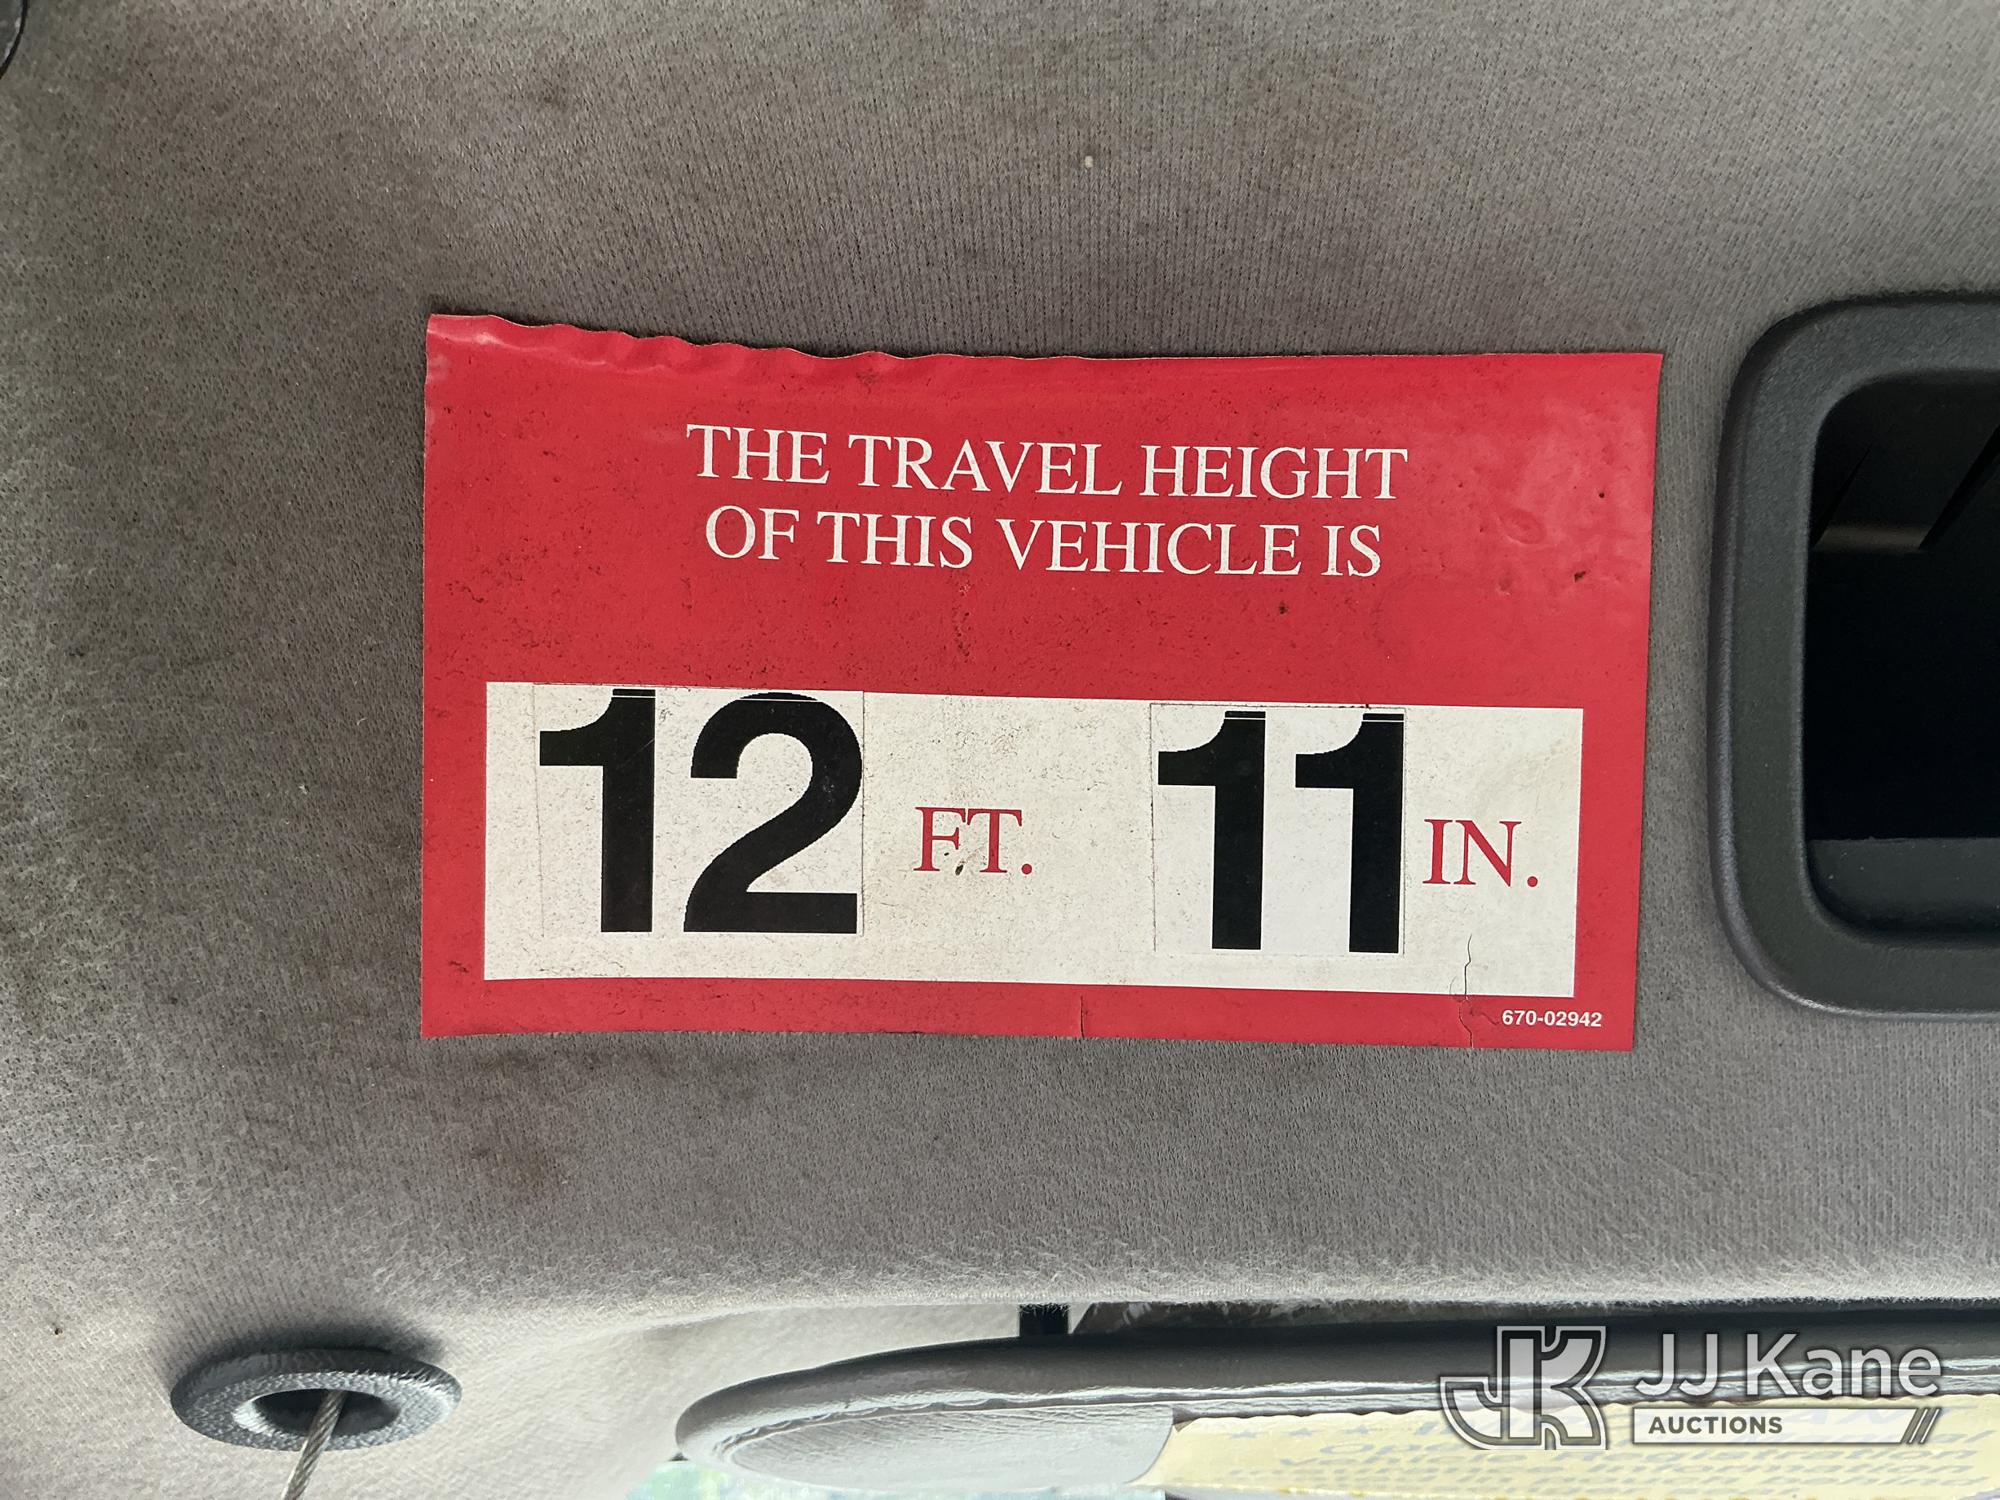 THE TRAVEL HEIGHT
OF THIS VEHICLE IS
12 FT. 11 IN.
670-02942
JJ Kane
AUCTIONS